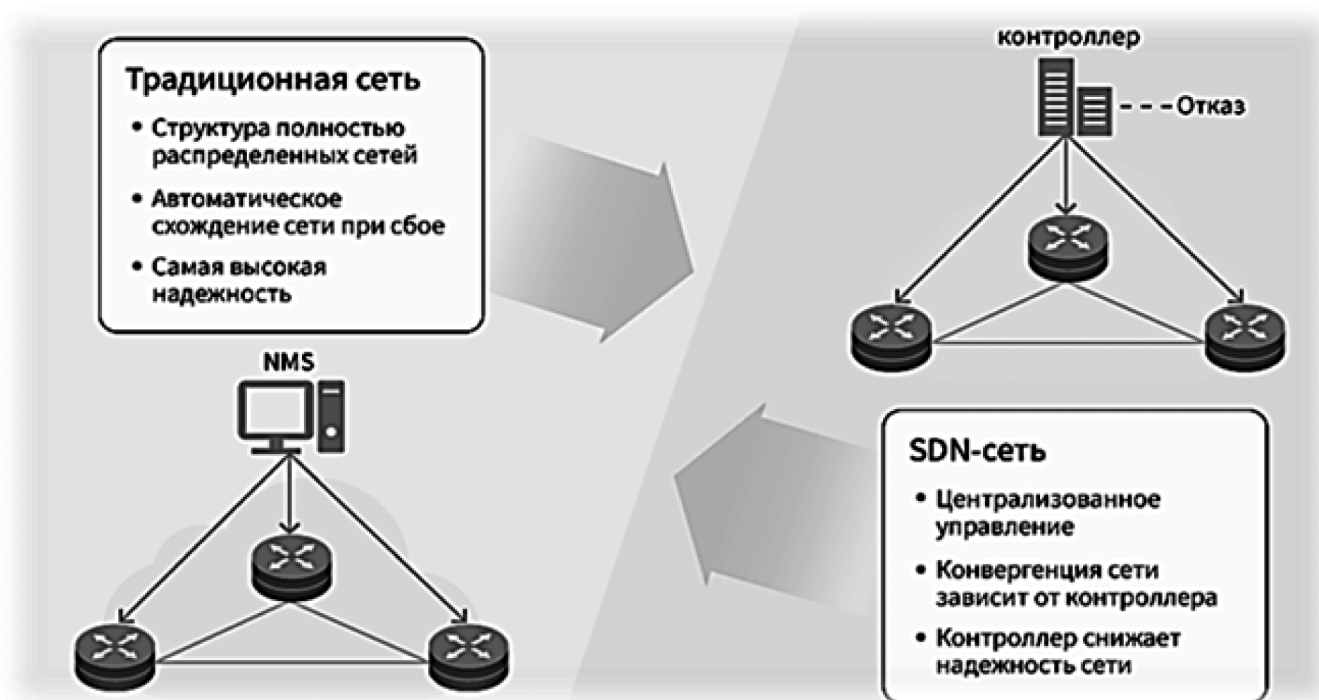 Традиционная сеть
• Структура полностью
распределенных сетей
• Автоматическое
схождение сети при сбое
• Самая высокая
надежность
NMS
контроллер
Отказ
SDN-сеть
• Централизованное
управление
• Конвергенция сети
зависит от контроллера
• Контроллер снижает
надежность сети